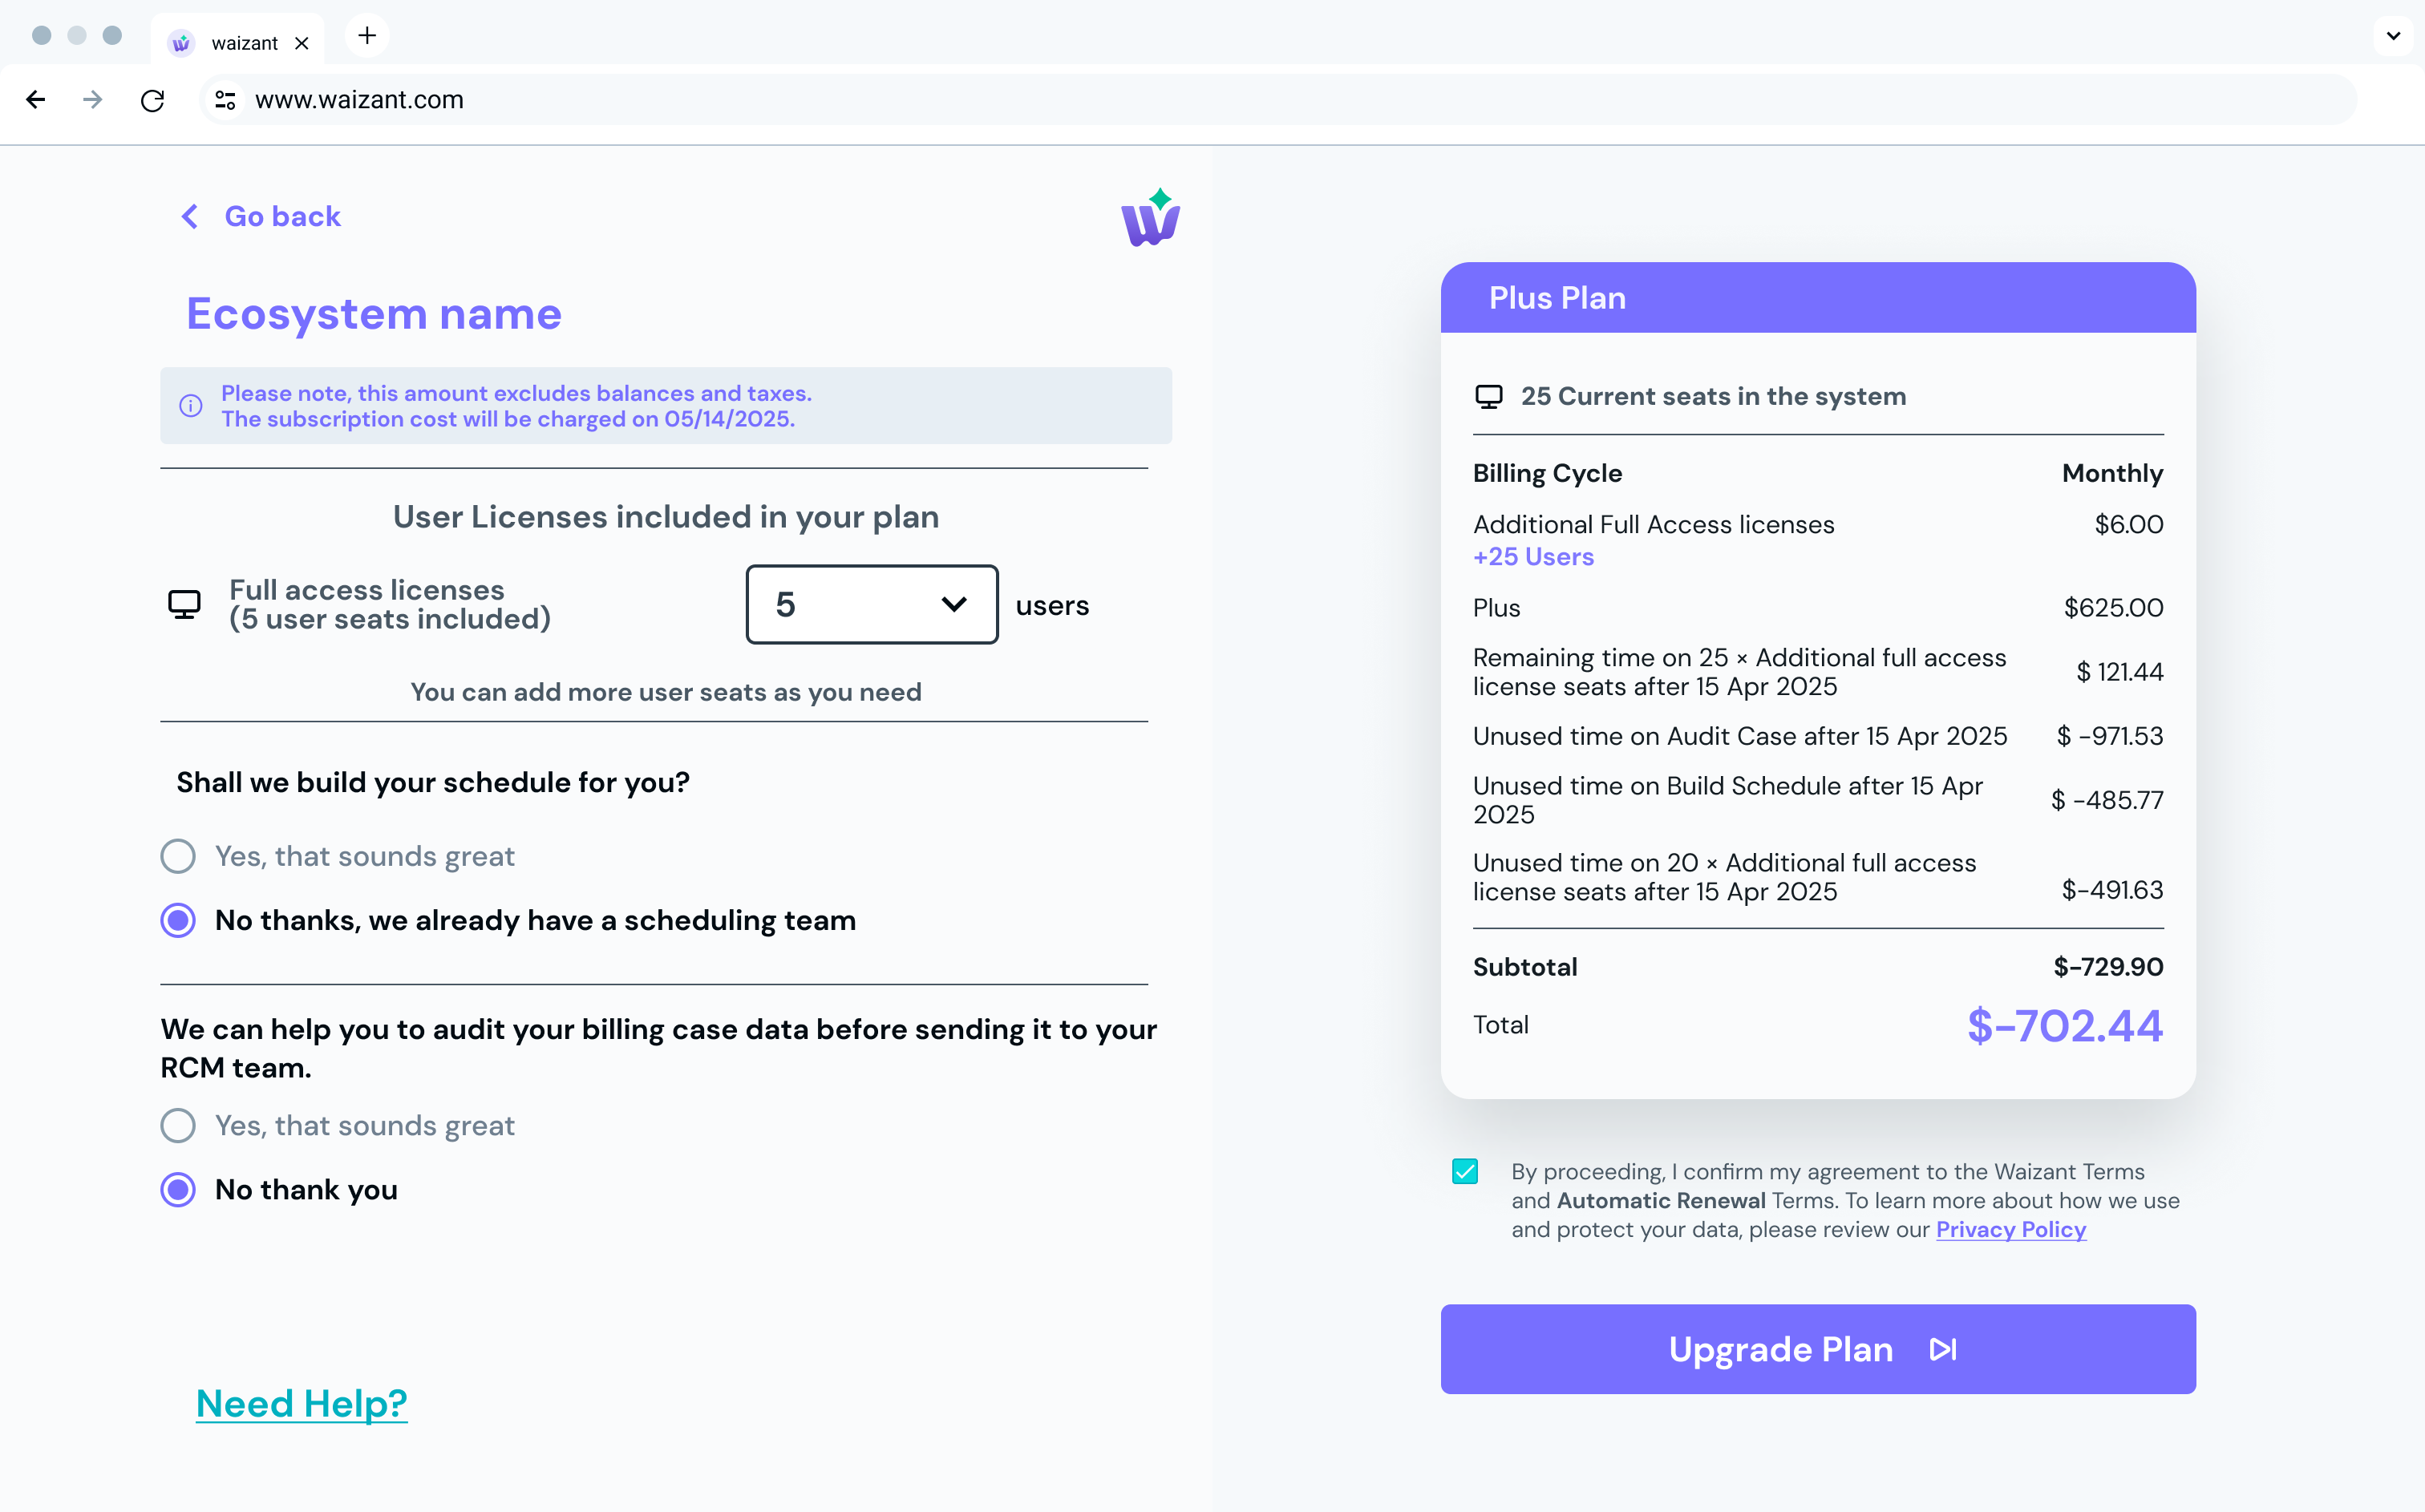 waizant
www.waizant.com
Go back
Ecosystem name
Please note, this amount excludes balances and taxes.
The subscription cost will be charged on 05/14/2025.
User Licenses included in your plan
Full access licenses
(5 user seats included)
5
users
You can add more user seats as you need
Shall we build your schedule for you?
Yes, that sounds great
No thanks, we already have a scheduling team
We can help you to audit your billing case data before sending it to your
RCM team.
Yes, that sounds great
No thank you
Need Help?
Plus Plan
25 Current seats in the system
Billing Cycle Monthly
Additional Full Access licenses $6.00
+25 Users
Plus $625.00
Remaining time on 25 × Additional full access
license seats after 15 Apr 2025 $ 121.44
Unused time on Audit Case after 15 Apr 2025 $ -971.53
Unused time on Build Schedule after 15 Apr
2025 $ -485.77
Unused time on 20 × Additional full access
license seats after 15 Apr 2025 $-491.63
Subtotal $-729.90
Total $-702.44
By proceeding, I confirm my agreement to the Waizant Terms
and Automatic Renewal Terms. To learn more about how we use
and protect your data, please review our Privacy Policy
Upgrade Plan